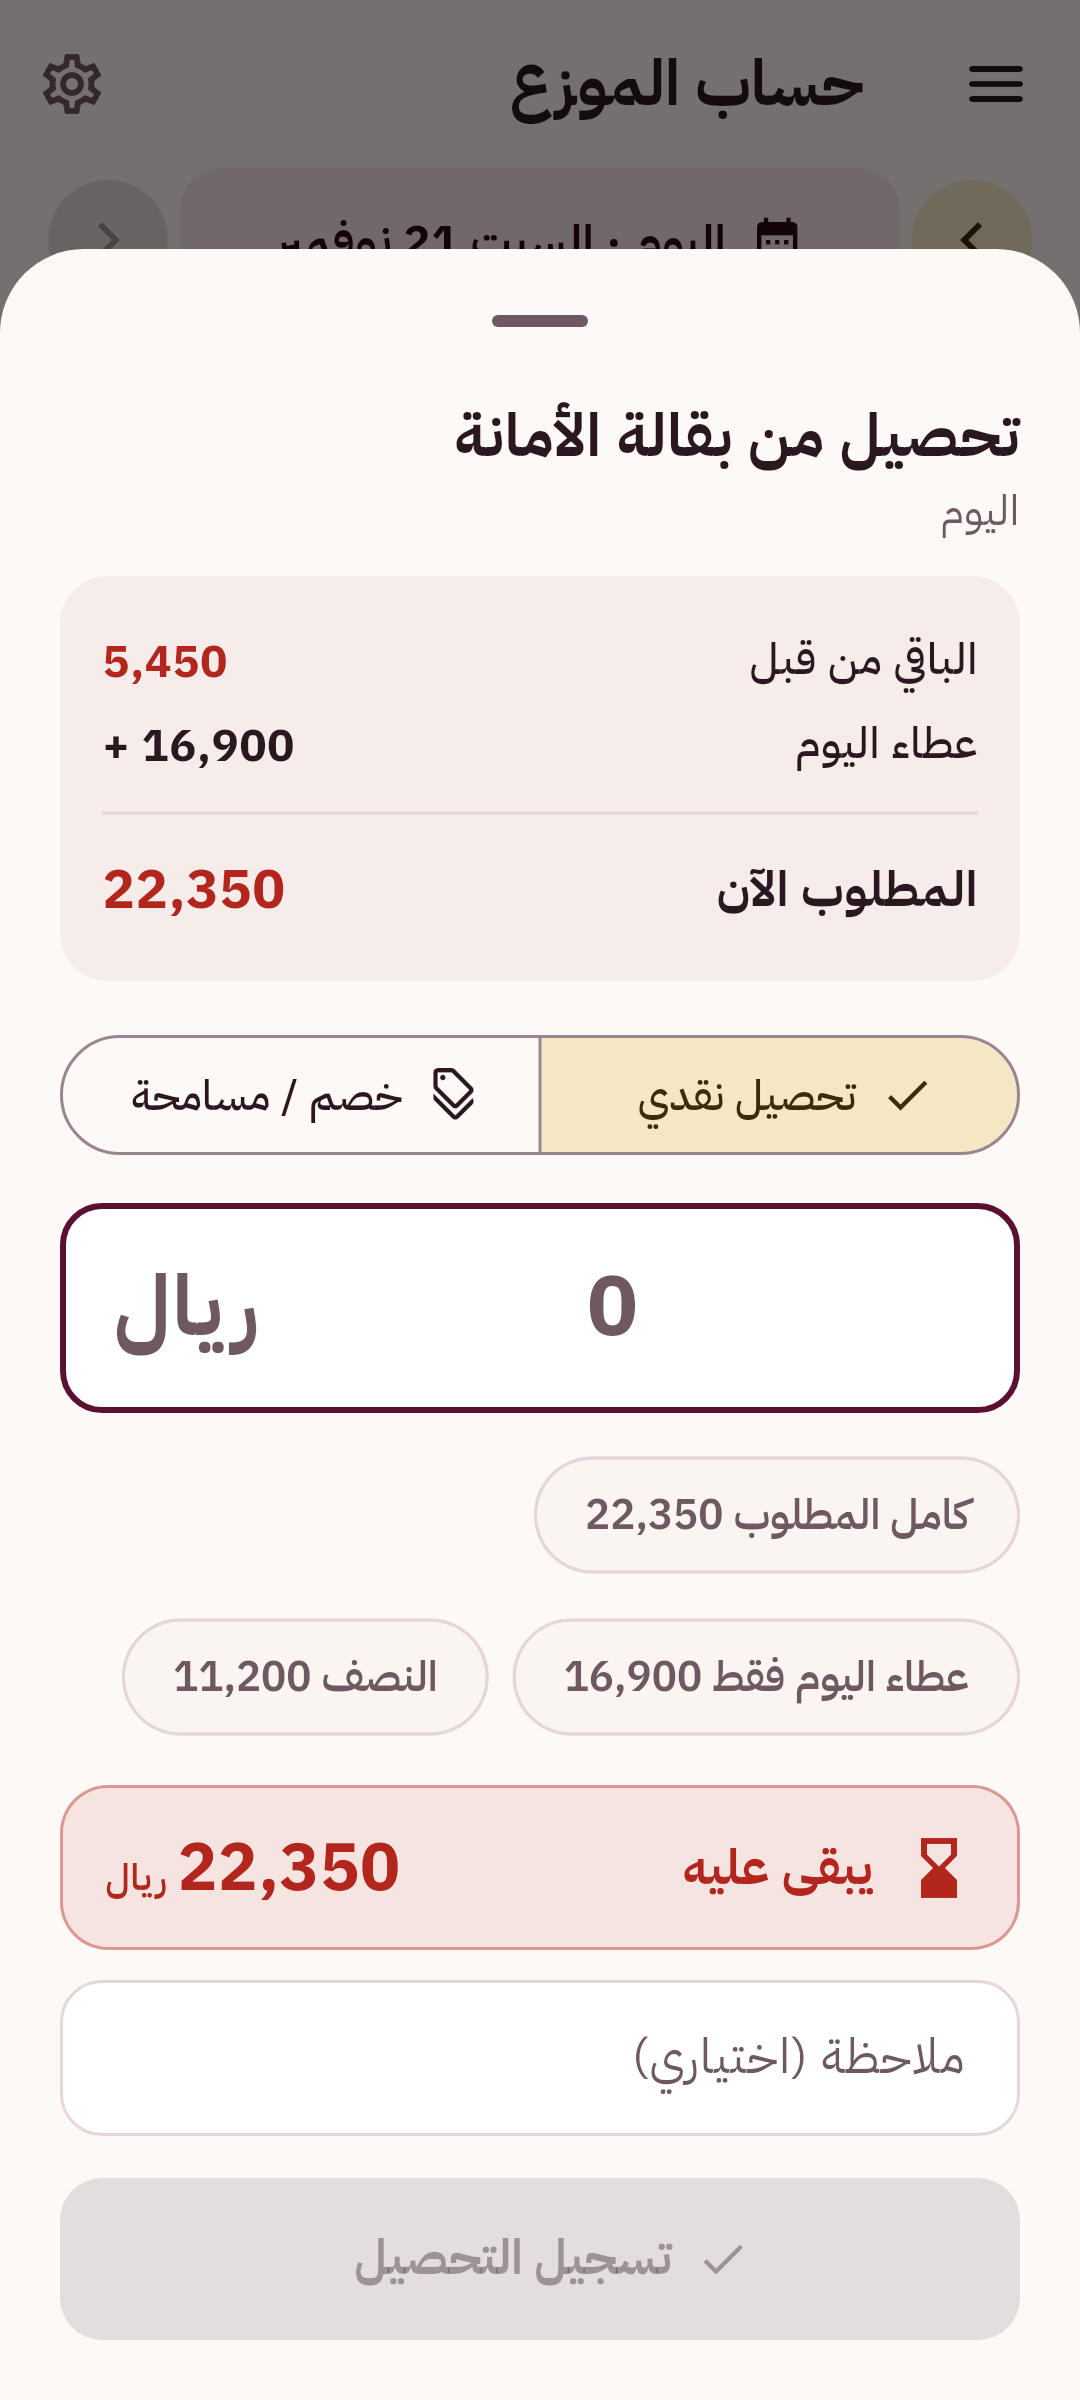 حساب الموزع
اليوم · السبت 21 نوفمبر
تحصيل من بقالة الأمانة
اليوم
الباقي من قبل 5,450
عطاء اليوم + 16,900
المطلوب الآن 22,350
تحصيل نقدي
خصم / مسامحة
0 ريال
كامل المطلوب 22,350
عطاء اليوم فقط 16,900
النصف 11,200
يبقى عليه 22,350 ريال
ملاحظة (اختياري)
تسجيل التحصيل